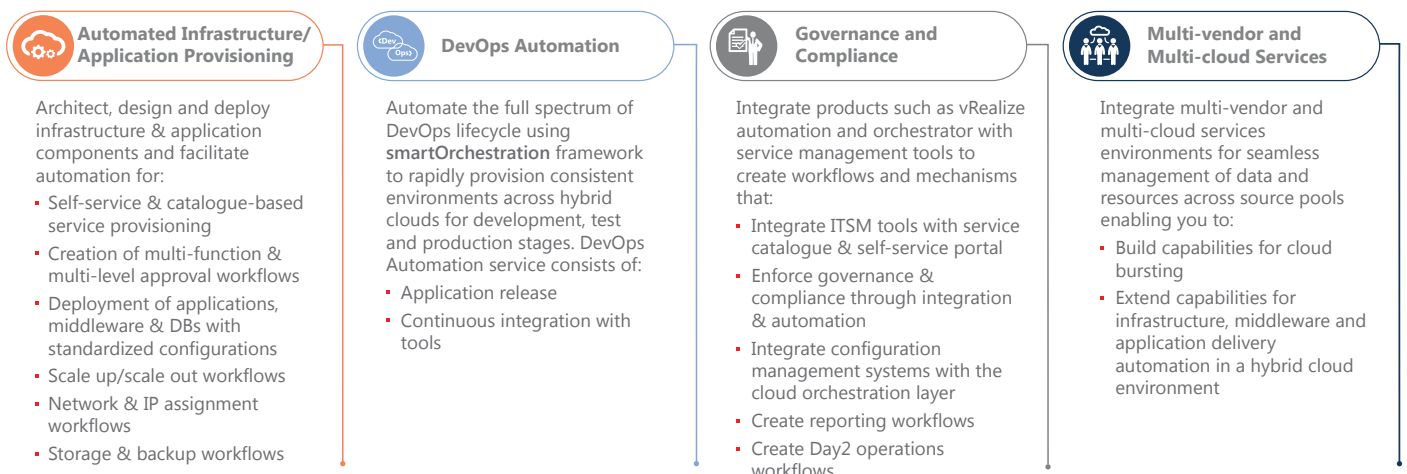 Automated Infrastructure/
Application Provisioning
Architect, design and deploy
infrastructure & application
components and facilitate
automation for:
Self-service & catalogue-based
service provisioning
Creation of multi-function &
multi-level approval workflows
Deployment of applications,
middleware & DBs with
standardized configurations
Scale up/scale out workflows
Network & IP assignment
workflows
Storage & backup workflows
Dev
Ops
DevOps Automation
Automate the full spectrum of
DevOps lifecycle using
smartOrchestration framework
to rapidly provision consistent
environments across hybrid
clouds for development, test
and production stages. DevOps
Automation service consists of:
Application release
Continuous integration with
tools
Governance and
Compliance
Integrate products such as vRealize
automation and orchestrator with
service management tools to
create workflows and mechanisms
that:
Integrate ITSM tools with service
catalogue & self-service portal
Enforce governance &
compliance through integration
& automation
Integrate configuration
management systems with the
cloud orchestration layer
Create reporting workflows
Create Day2 operations
workflows
Multi-vendor and
Multi-cloud Services
Integrate multi-vendor and
multi-cloud services
environments for seamless
management of data and
resources across source pools
enabling you to:
Build capabilities for cloud
bursting
Extend capabilities for
infrastructure, middleware and
application delivery
automation in a hybrid cloud
environment